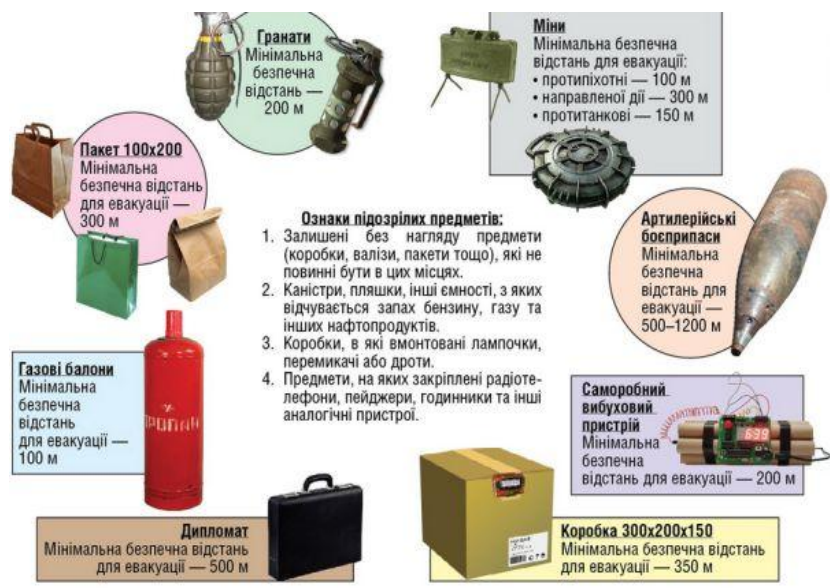 Гранати
Мінімальна
безпечна
відстань —
200 м
Міни
Мінімальна безпечна
відстань для евакуації:
• протипіхотні — 100 м
• направленої дії — 300 м
• протитанкові — 150 м
Пакет 100х200
Мінімальна
безпечна відстань
для евакуації —
300 м
Ознаки підозрілих предметів:
1. Залишені без нагляду предмети
(коробки, валізи, пакети тощо), які не
повинні бути в цих місцях.
2. Каністри, пляшки, інші ємності, з яких
відчувається запах бензину, газу та
інших нафтопродуктів.
3. Коробки, в які вмонтовані лампочки,
перемикачі або дроти.
4. Предмети, на яких закріплені радіоте-
лефони, пейджери, годинники та інші
аналогічні пристрої.
Артилерійські
боєприпаси
Мінімальна
безпечна
відстань для
евакуації —
500–1200 м
Газові балони
Мінімальна
безпечна
відстань
для евакуації —
100 м
ПРОПАН
Саморобний
вибуховий
пристрій
Мінімальна
безпечна
відстань для евакуації — 200 м
Дипломат
Мінімальна безпечна відстань
для евакуації — 500 м
Коробка 300х200х150
Мінімальна безпечна відстань
для евакуації — 350 м